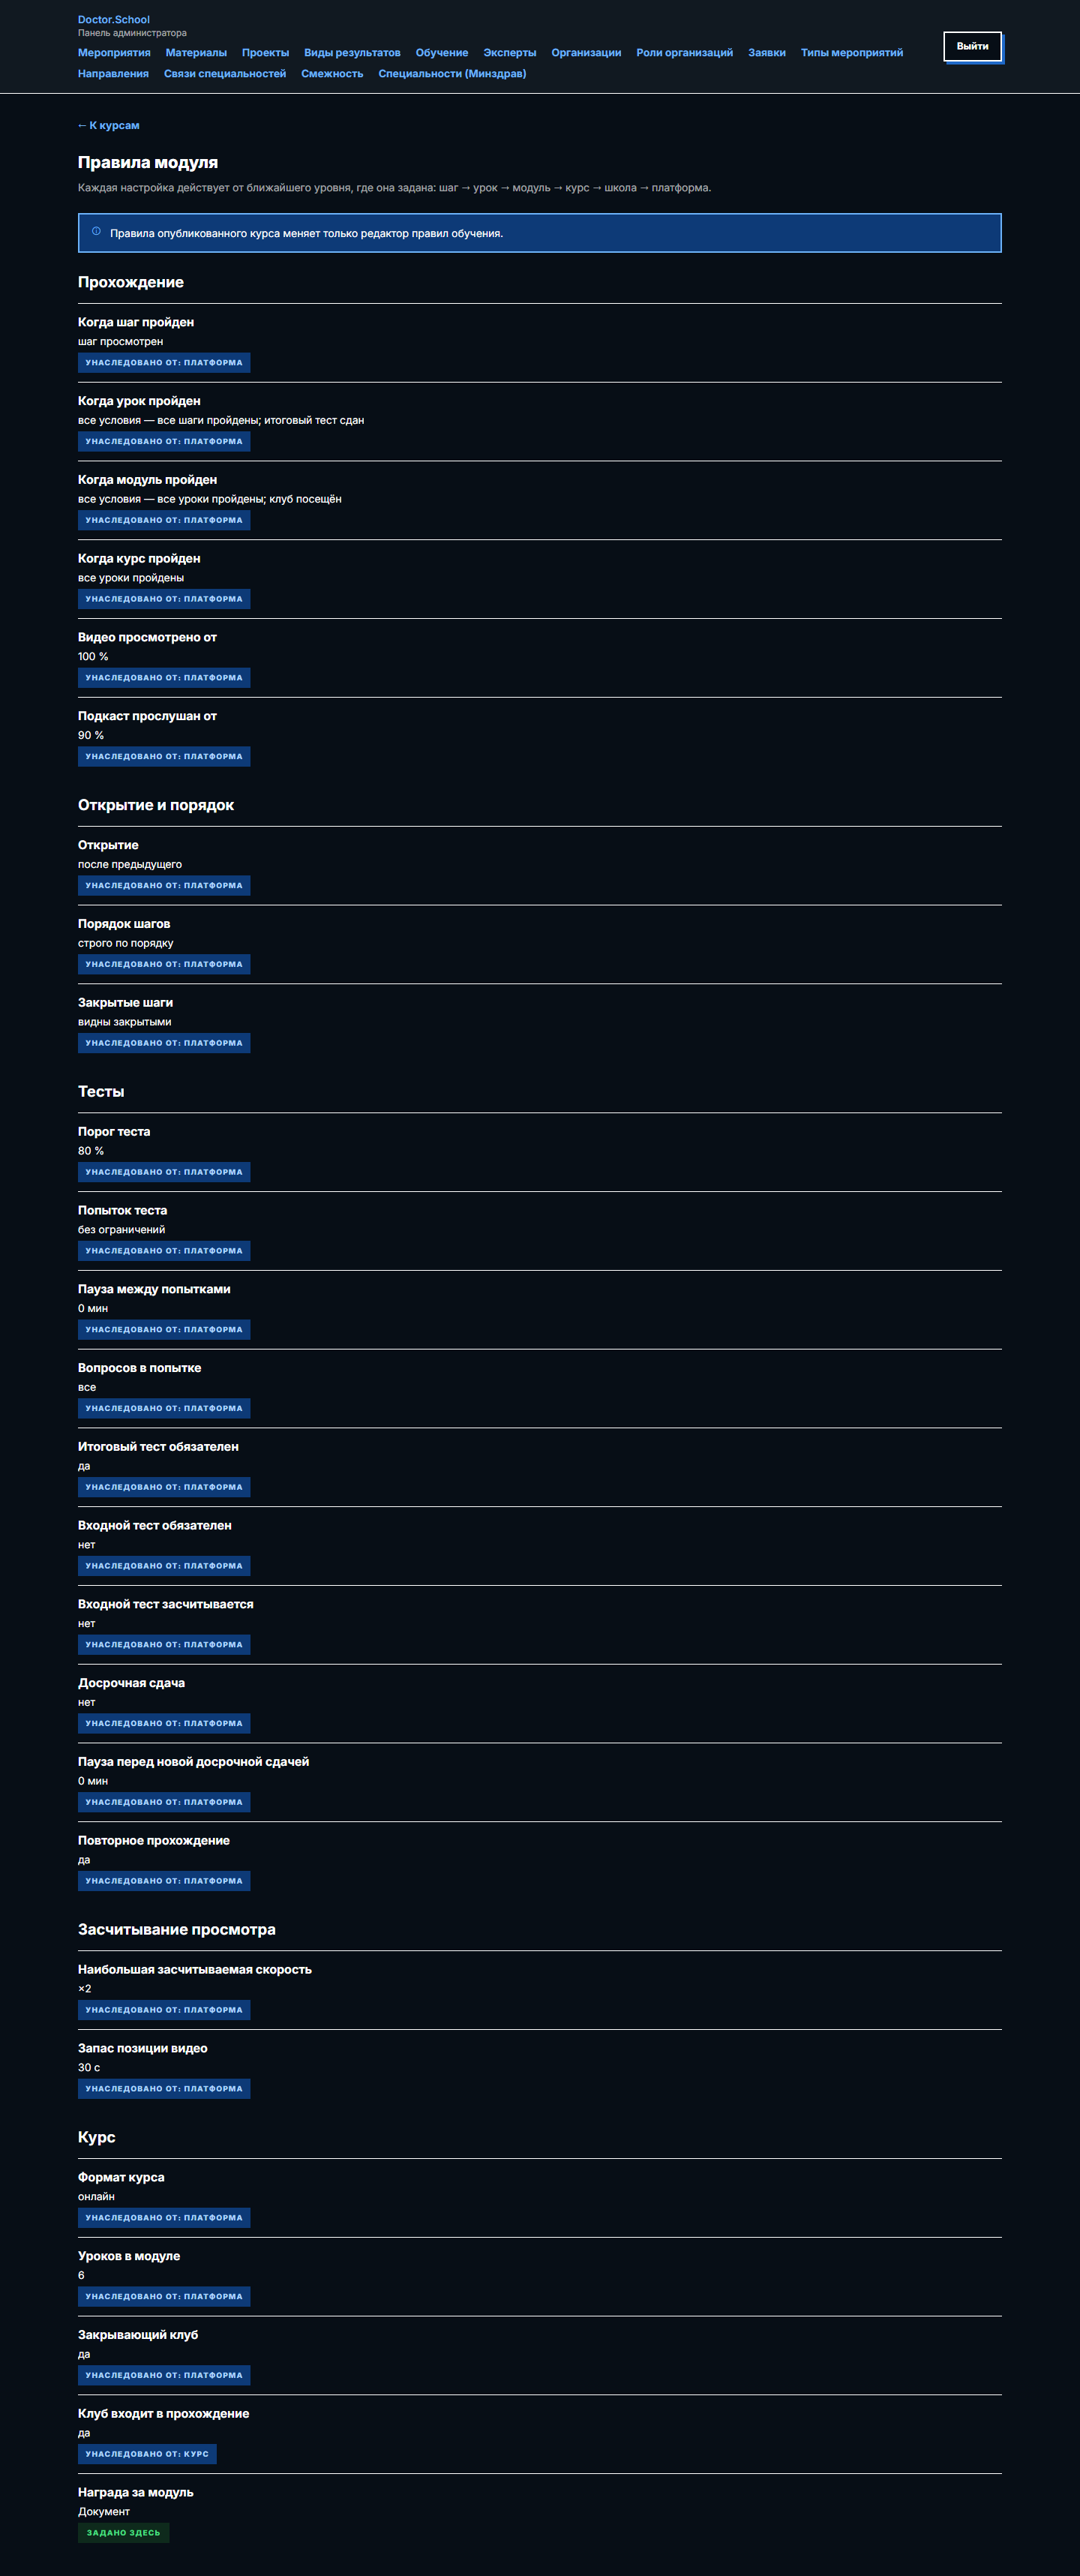 Doctor.School
Панель администратора
Мероприятия Материалы Проекты Виды результатов Обучение Эксперты Организации Роли организаций Заявки Типы мероприятий
Направления Связи специальностей Смежность Специальности (Минздрав)
Выйти
← К курсам
Правила модуля
Каждая настройка действует от ближайшего уровня, где она задана: шаг → урок → модуль → курс → школа → платформа.
Правила опубликованного курса меняет только редактор правил обучения.
Прохождение
Когда шаг пройден
шаг просмотрен
УНАСЛЕДОВАНО ОТ: ПЛАТФОРМА
Когда урок пройден
все условия — все шаги пройдены; итоговый тест сдан
УНАСЛЕДОВАНО ОТ: ПЛАТФОРМА
Когда модуль пройден
все условия — все уроки пройдены; клуб посещён
УНАСЛЕДОВАНО ОТ: ПЛАТФОРМА
Когда курс пройден
все уроки пройдены
УНАСЛЕДОВАНО ОТ: ПЛАТФОРМА
Видео просмотрено от
100 %
УНАСЛЕДОВАНО ОТ: ПЛАТФОРМА
Подкаст прослушан от
90 %
УНАСЛЕДОВАНО ОТ: ПЛАТФОРМА
Открытие и порядок
Открытие
после предыдущего
УНАСЛЕДОВАНО ОТ: ПЛАТФОРМА
Порядок шагов
строго по порядку
УНАСЛЕДОВАНО ОТ: ПЛАТФОРМА
Закрытые шаги
видны закрытыми
УНАСЛЕДОВАНО ОТ: ПЛАТФОРМА
Тесты
Порог теста
80 %
УНАСЛЕДОВАНО ОТ: ПЛАТФОРМА
Попыток теста
без ограничений
УНАСЛЕДОВАНО ОТ: ПЛАТФОРМА
Пауза между попытками
0 мин
УНАСЛЕДОВАНО ОТ: ПЛАТФОРМА
Вопросов в попытке
все
УНАСЛЕДОВАНО ОТ: ПЛАТФОРМА
Итоговый тест обязателен
да
УНАСЛЕДОВАНО ОТ: ПЛАТФОРМА
Входной тест обязателен
нет
УНАСЛЕДОВАНО ОТ: ПЛАТФОРМА
Входной тест засчитывается
нет
УНАСЛЕДОВАНО ОТ: ПЛАТФОРМА
Досрочная сдача
нет
УНАСЛЕДОВАНО ОТ: ПЛАТФОРМА
Пауза перед новой досрочной сдачей
0 мин
УНАСЛЕДОВАНО ОТ: ПЛАТФОРМА
Повторное прохождение
да
УНАСЛЕДОВАНО ОТ: ПЛАТФОРМА
Засчитывание просмотра
Наибольшая засчитываемая скорость
×2
УНАСЛЕДОВАНО ОТ: ПЛАТФОРМА
Запас позиции видео
30 с
УНАСЛЕДОВАНО ОТ: ПЛАТФОРМА
Курс
Формат курса
онлайн
УНАСЛЕДОВАНО ОТ: ПЛАТФОРМА
Уроков в модуле
6
УНАСЛЕДОВАНО ОТ: ПЛАТФОРМА
Закрывающий клуб
да
УНАСЛЕДОВАНО ОТ: ПЛАТФОРМА
Клуб входит в прохождение
да
УНАСЛЕДОВАНО ОТ: КУРС
Награда за модуль
Документ
ЗАДАНО ЗДЕСЬ